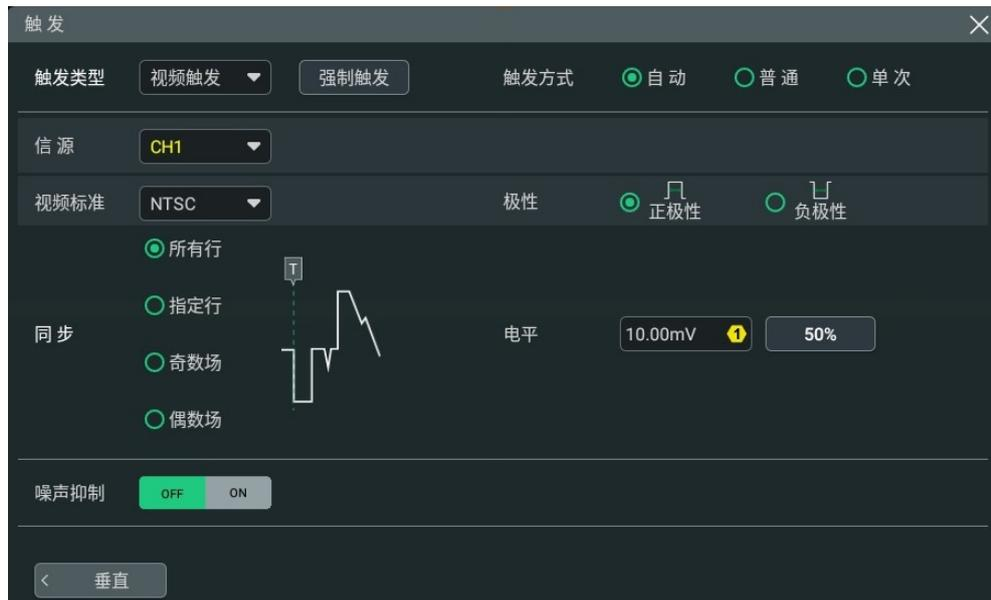 触发
触发类型 视频触发 强制触发 触发方式 自动 普通 单次
信源 CH1
视频标准 NTSC 极性 正极性 负极性
所有行
T
指定行
同步 电平 10.00mV 1 50%
奇数场
偶数场
噪声抑制 OFF ON
< 垂直